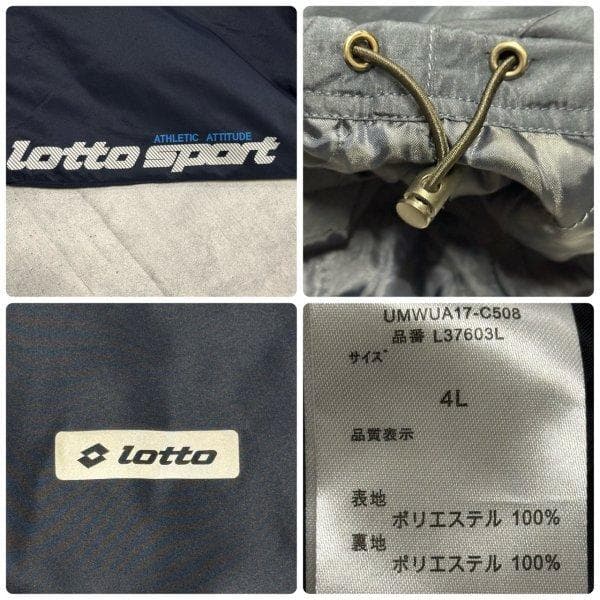 ATHLETIC ATTITUDE
lotto sport
lotto
UMWUA17-C508
品番 L37603L
サイズ
4L
品質表示
表地
ポリエステル 100%
裏地
ポリエステル 100%